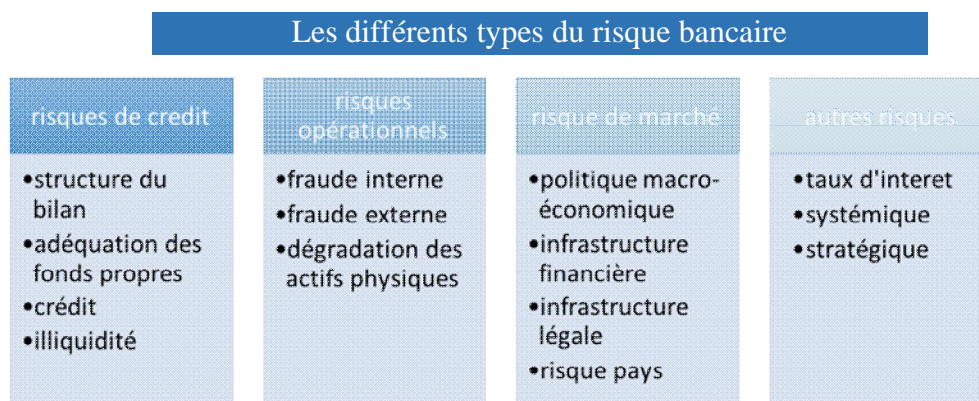 Les différents types du risque bancaire
risques de credit
•structure du
bilan
•adéquation des
fonds propres
•crédit
•illiquidité
risques
opérationnels
•fraude interne
•fraude externe
•dégradation des
actifs physiques
risque de marché
•politique macro-
économique
•infrastructure
financière
•infrastructure
légale
•risque pays
autres risques
•taux d'interet
•systémique
•stratégique